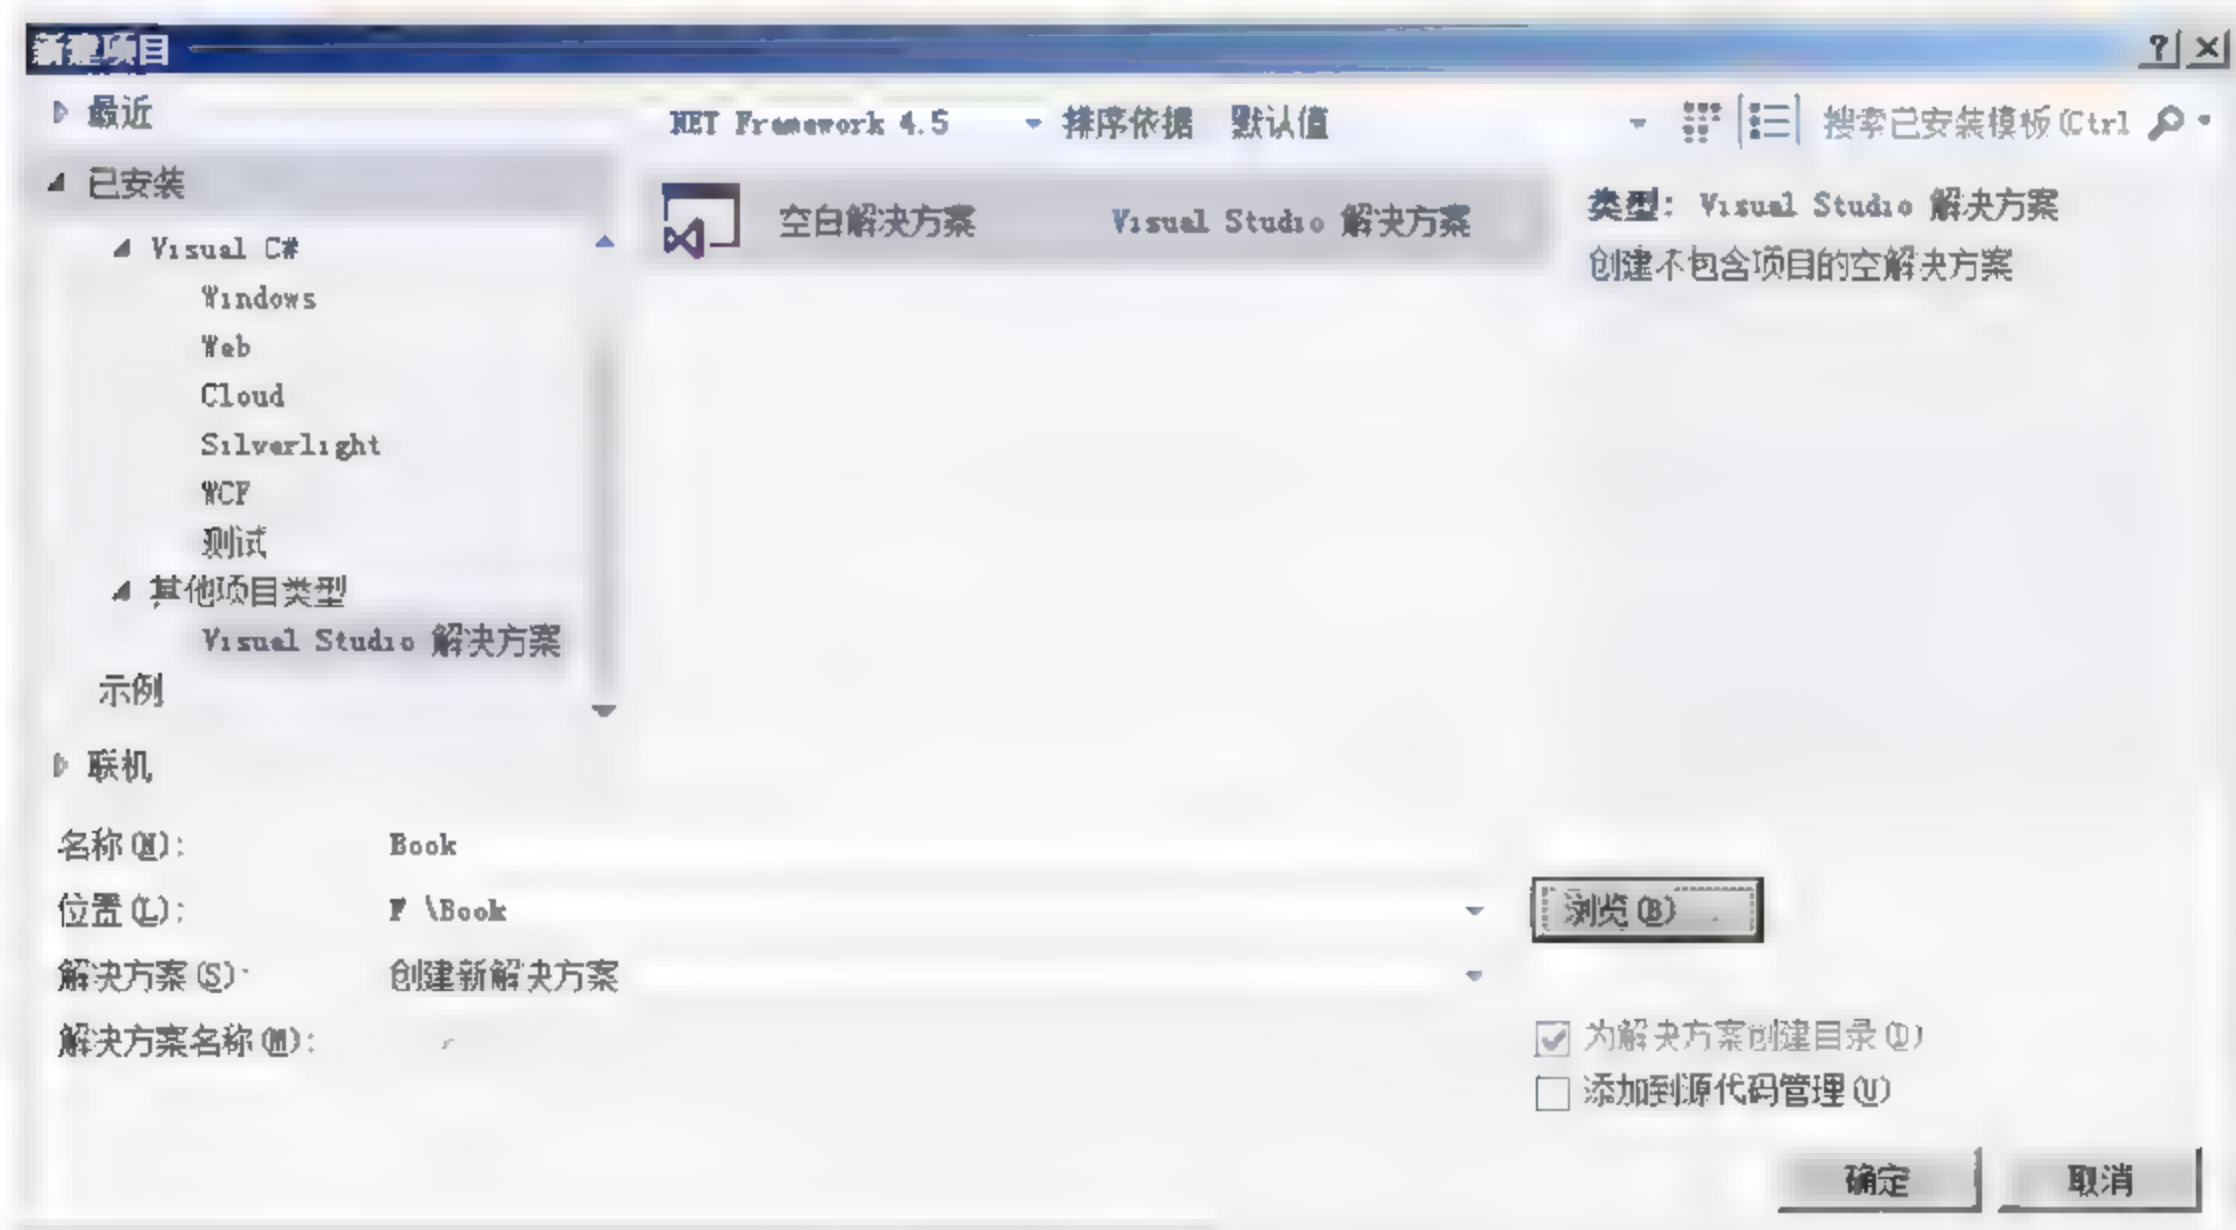 新建项目
最近
NET Framework 4.5 排序依据 默认值 搜索已安装模板(Ctrl
已安装
Visual C#
Windows
Web
Cloud
Silverlight
WCF
测试
其他项目类型
Visual Studio 解决方案
示例
联机
空白解决方案 Visual Studio 解决方案
类型: Visual Studio 解决方案
创建不包含项目的空解决方案
名称(N): Book
位置(L): F \Book 浏览(B)
解决方案(S): 创建新解决方案
解决方案名称(M):
为解决方案创建目录(D)
添加到源代码管理(U)
确定 取消